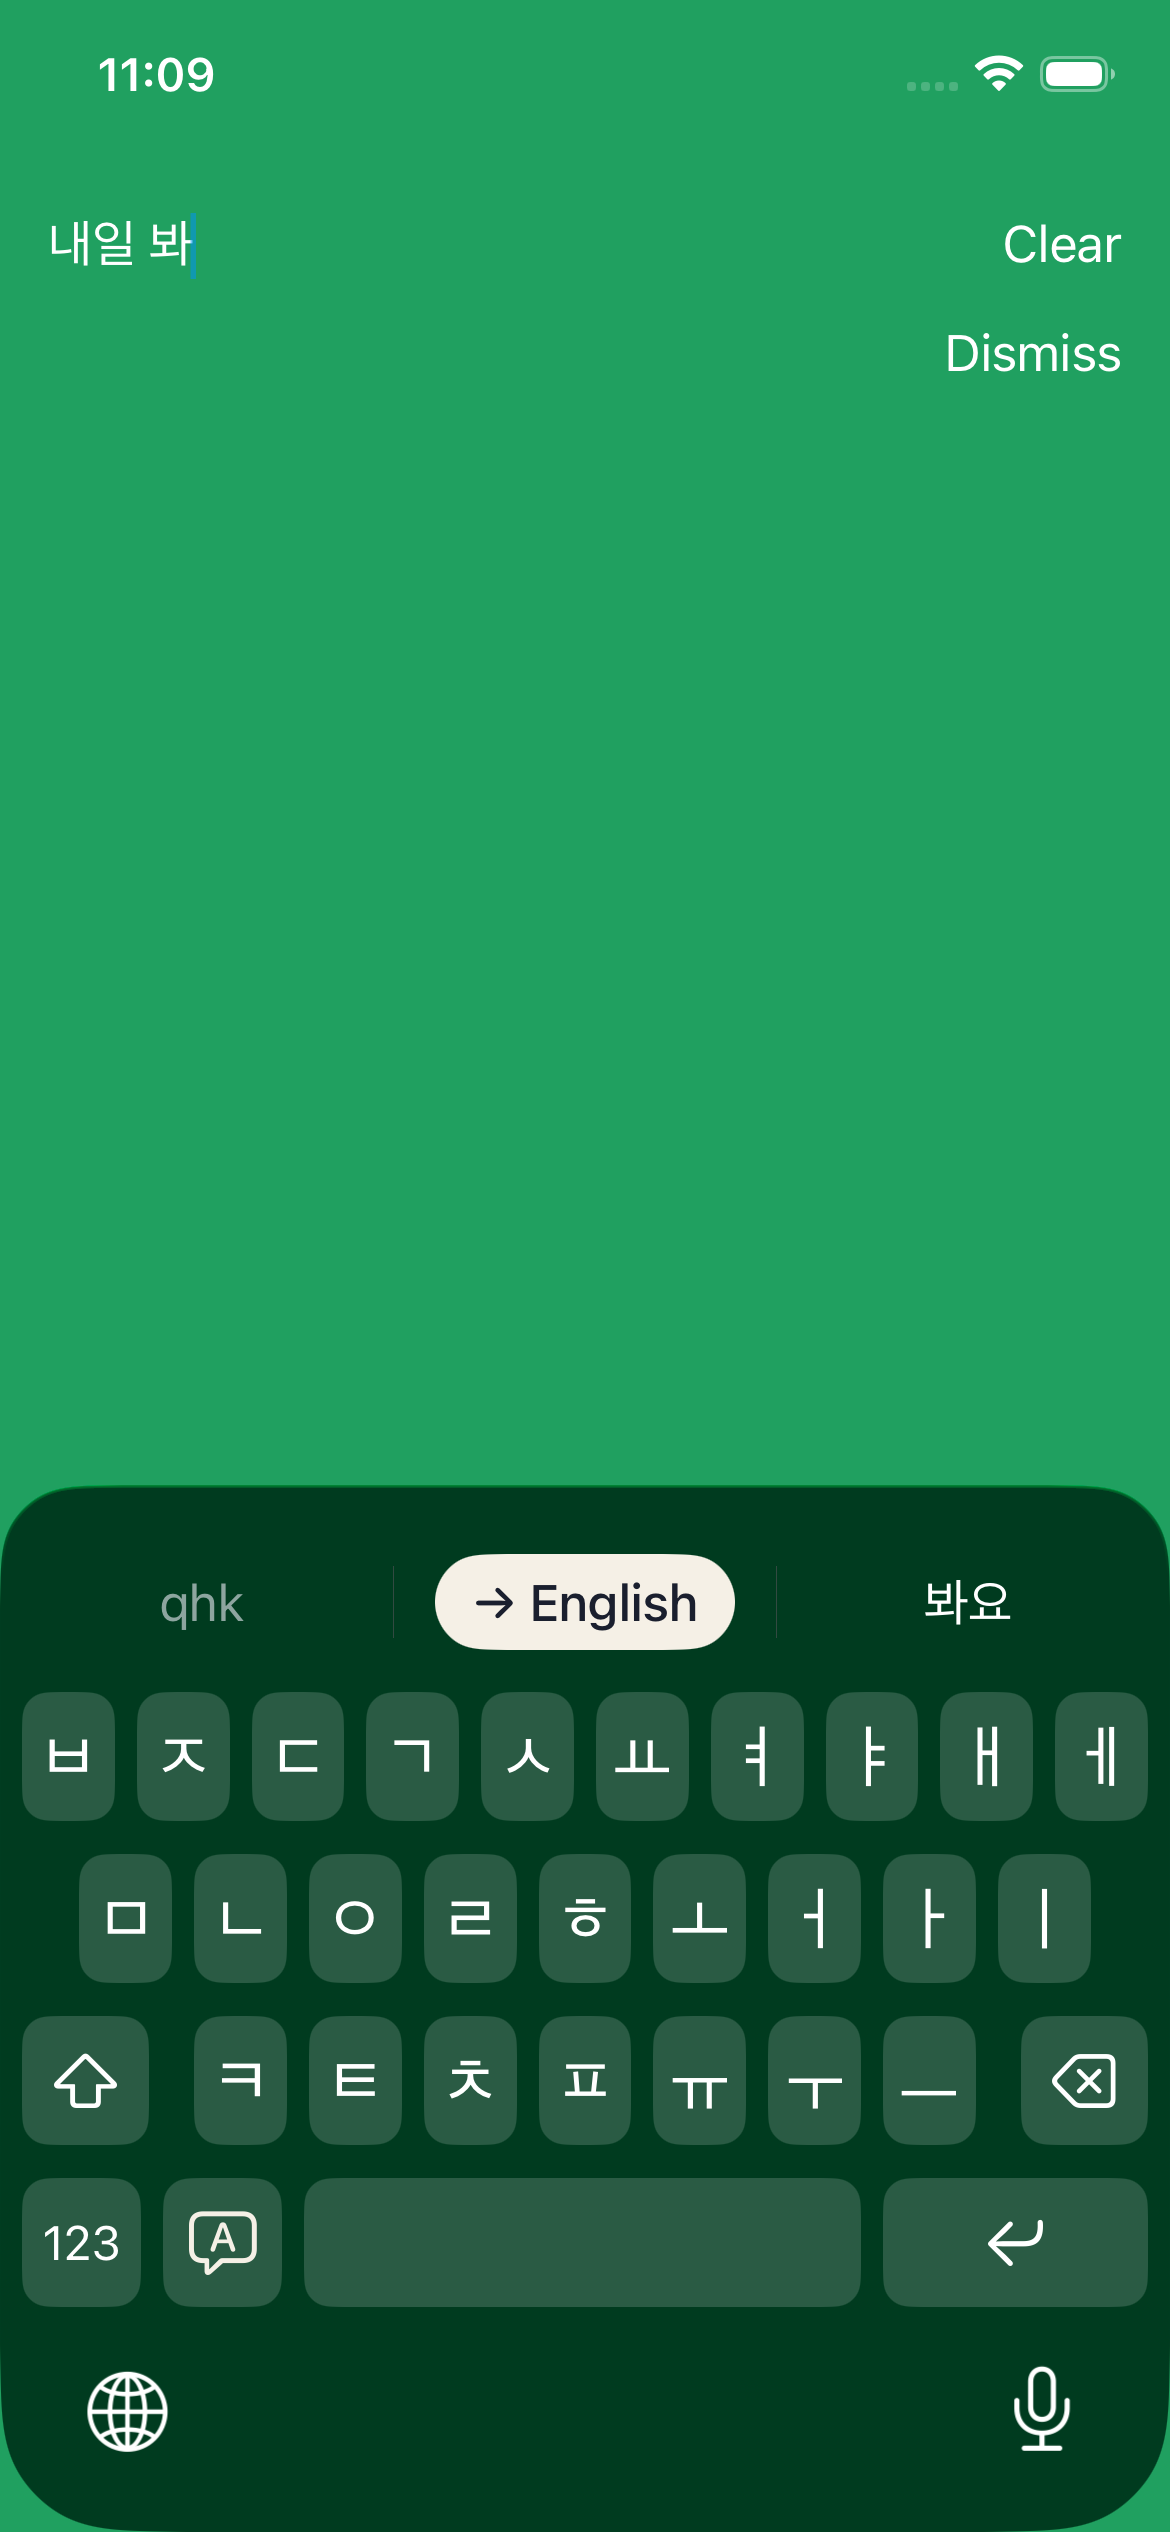 11:09
내일 봐
Clear
Dismiss
qhk
→ English
봐요
ㅂ ㅈ ㄷ ㄱ ㅅ ㅛ ㅕ ㅑ ㅐ ㅔ
ㅁ ㄴ ㅇ ㄹ ㅎ ㅗ ㅓ ㅏ ㅣ
ㅋ ㅌ ㅊ ㅍ ㅠ ㅜ ㅡ
123 A